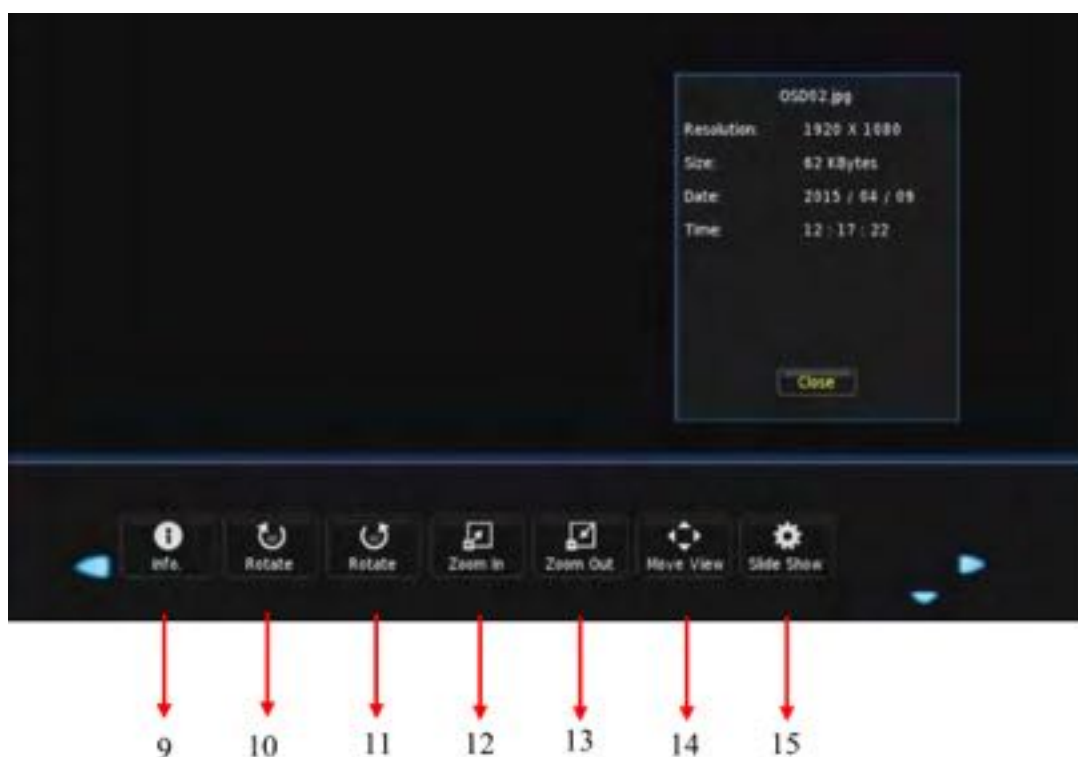 OSD02.jpg
Resolution: 1920 X 1080
Size: 62 KBytes
Date: 2015 / 04 / 09
Time: 12 : 17 : 22
Close
Info. Rotate Rotate Zoom In Zoom Out Move View Slide Show
9 10 11 12 13 14 15